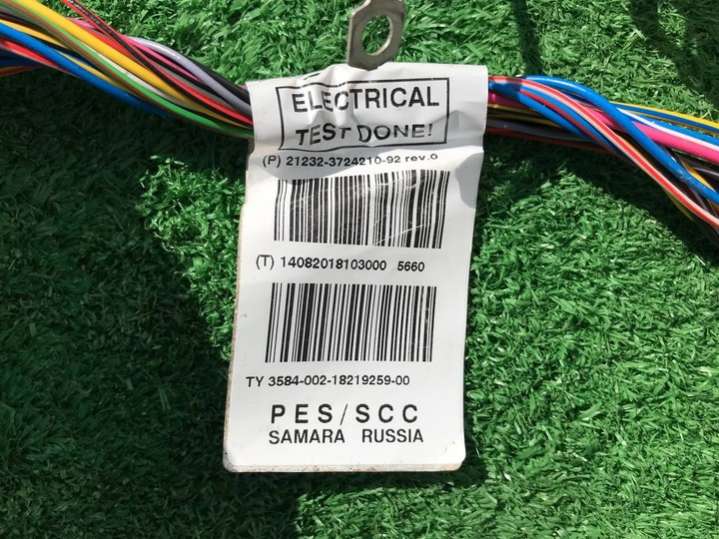 ELECTRICAL
TEST DONE!
(P) 21232-3724210-92 rev.0
(T) 14082018103000 5660
TY 3584-002-18219259-00
PES/SCC
SAMARA RUSSIA